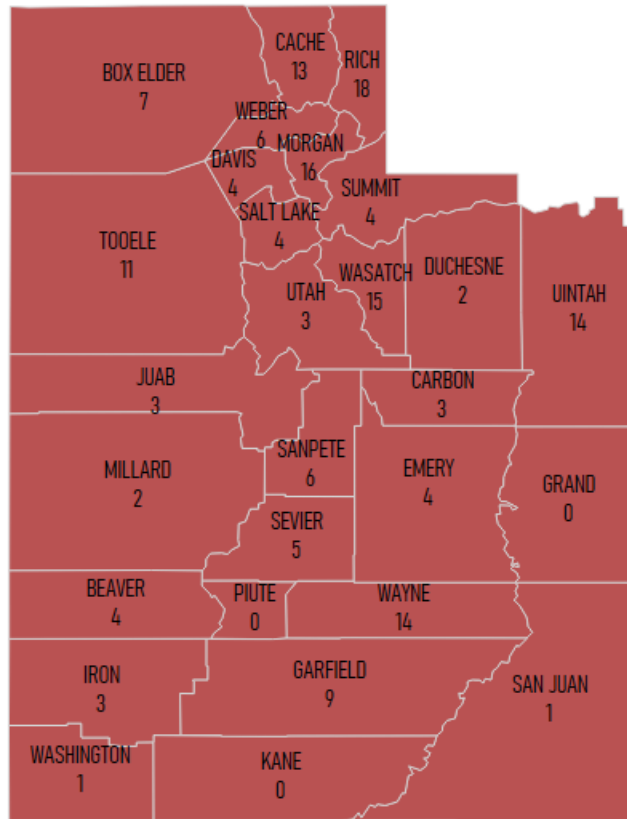 CACHE
13
RICH
18
BOX ELDER
7
WEBER
6
MORGAN
16
DAVIS
4
SUMMIT
4
SALT LAKE
4
TOOELE
11
WASATCH
15
DUCHESNE
2
UINTAH
14
UTAH
3
JUAB
3
CARBON
3
SANPETE
6
MILLARD
2
EMERY
4
GRAND
0
SEVIER
5
BEAVER
4
PIUTE
0
WAYNE
14
IRON
3
GARFIELD
9
SAN JUAN
1
WASHINGTON
1
KANE
0